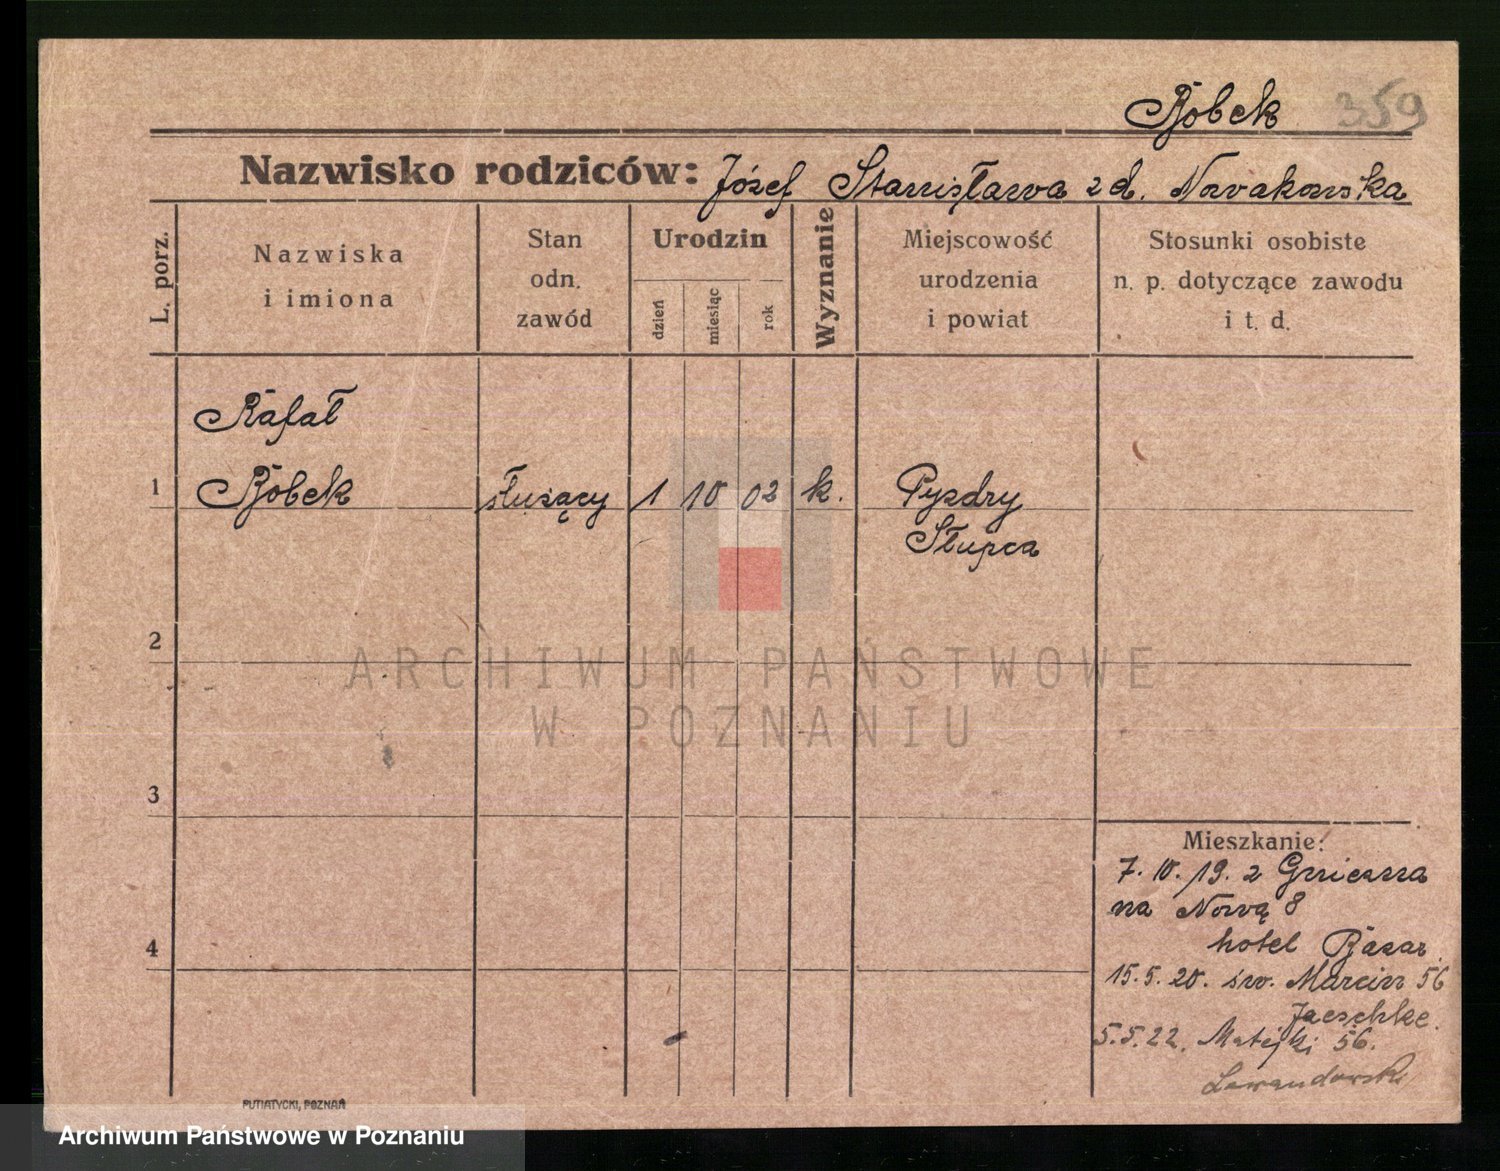 Bobek 359
Nazwisko rodziców: Józef Stanisława z d. Nowakowska
L. porz.
Nazwiska
i imiona
Stan
odn.
zawód
Urodzin
dzień
miesiąc
rok
Wyznanie
Miejscowość
urodzenia
i powiat
Stosunki osobiste
n. p. dotyczące zawodu
i t. d.
Rafał
1 Bobek służący 1 10 02 k. Pyzdry
Słupca
2
ARCHIWUM PAŃSTWOWE
W POZNANIU
3
Mieszkanie:
7. 10. 19. z Gniezna
na Nową 8
hotel Bazar.
4
15. 5. 20. św. Marcin 56
Jaeschke.
5.5.22. Matejki 56.
Lewandowski
PUTIATYCKI, POZNAŃ
Archiwum Państwowe w Poznaniu